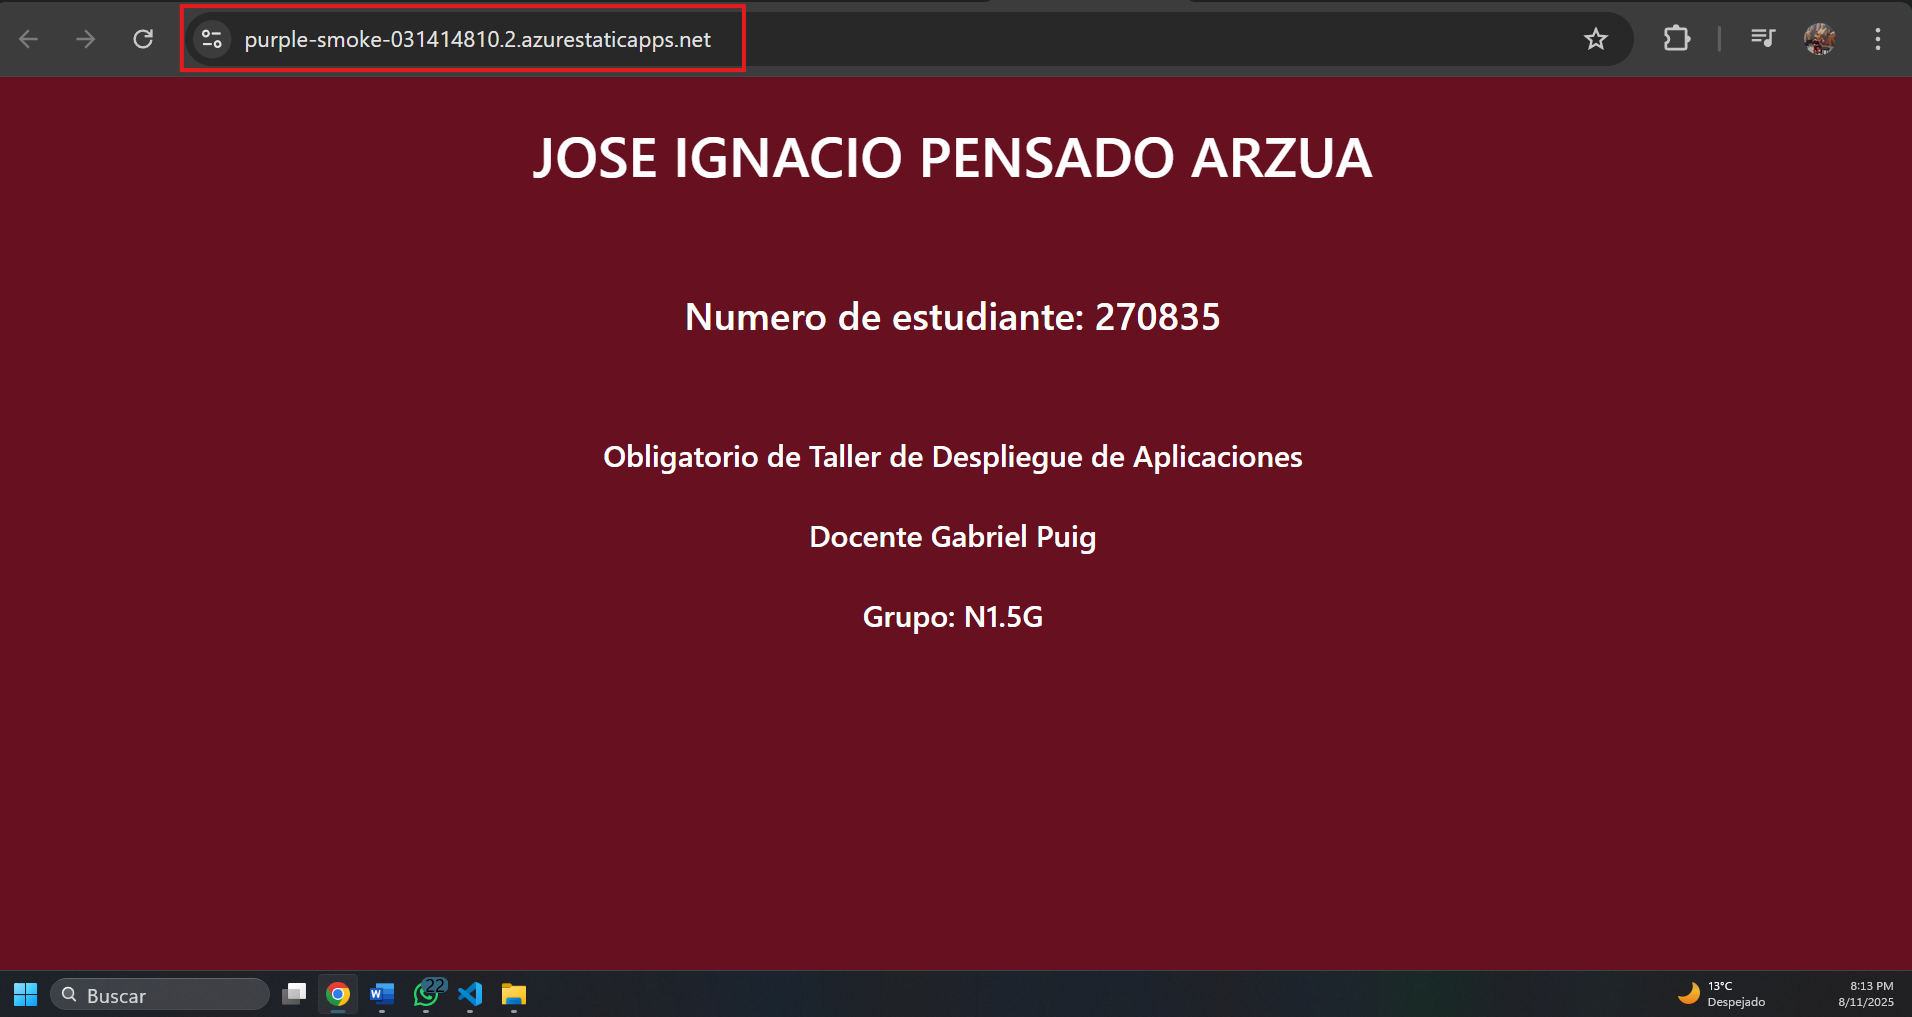 purple-smoke-031414810.2.azurestaticapps.net
JOSE IGNACIO PENSADO ARZUA
Numero de estudiante: 270835
Obligatorio de Taller de Despliegue de Aplicaciones
Docente Gabriel Puig
Grupo: N1.5G
Buscar
W
22
13°C
Despejado
8:13 PM
8/11/2025